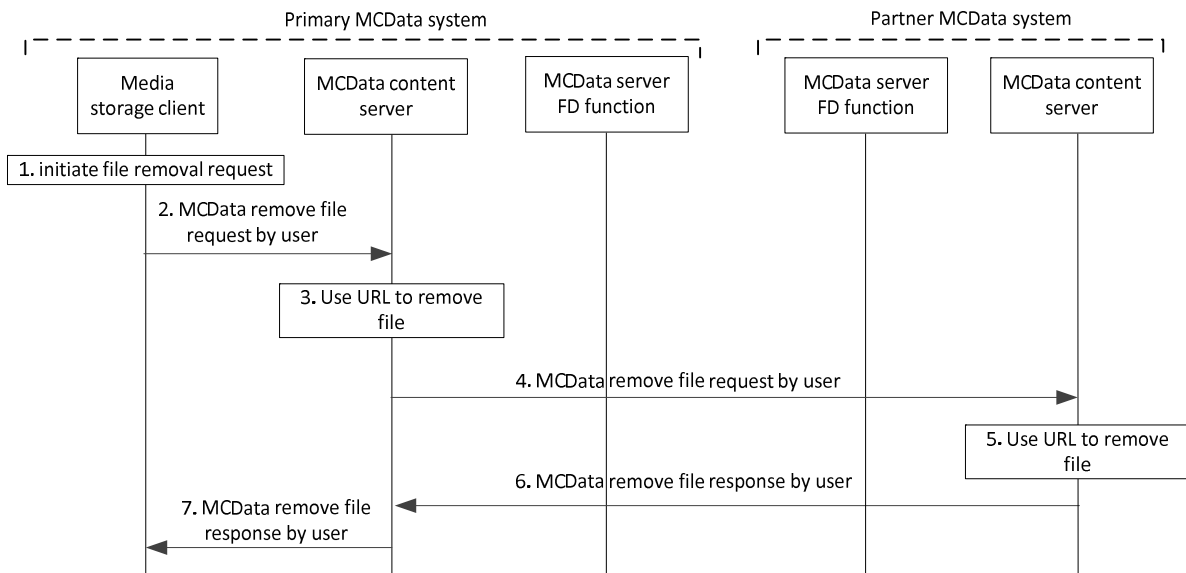 Primary MCData system
Partner MCData system
Media
storage client
MCData content
server
MCData server
FD function
MCData server
FD function
MCData content
server
1. initiate file removal request
2. MCData remove file
request by user
3. Use URL to remove
file
4. MCData remove file request by user
5. Use URL to remove
file
6. MCData remove file response by user
7. MCData remove file
response by user